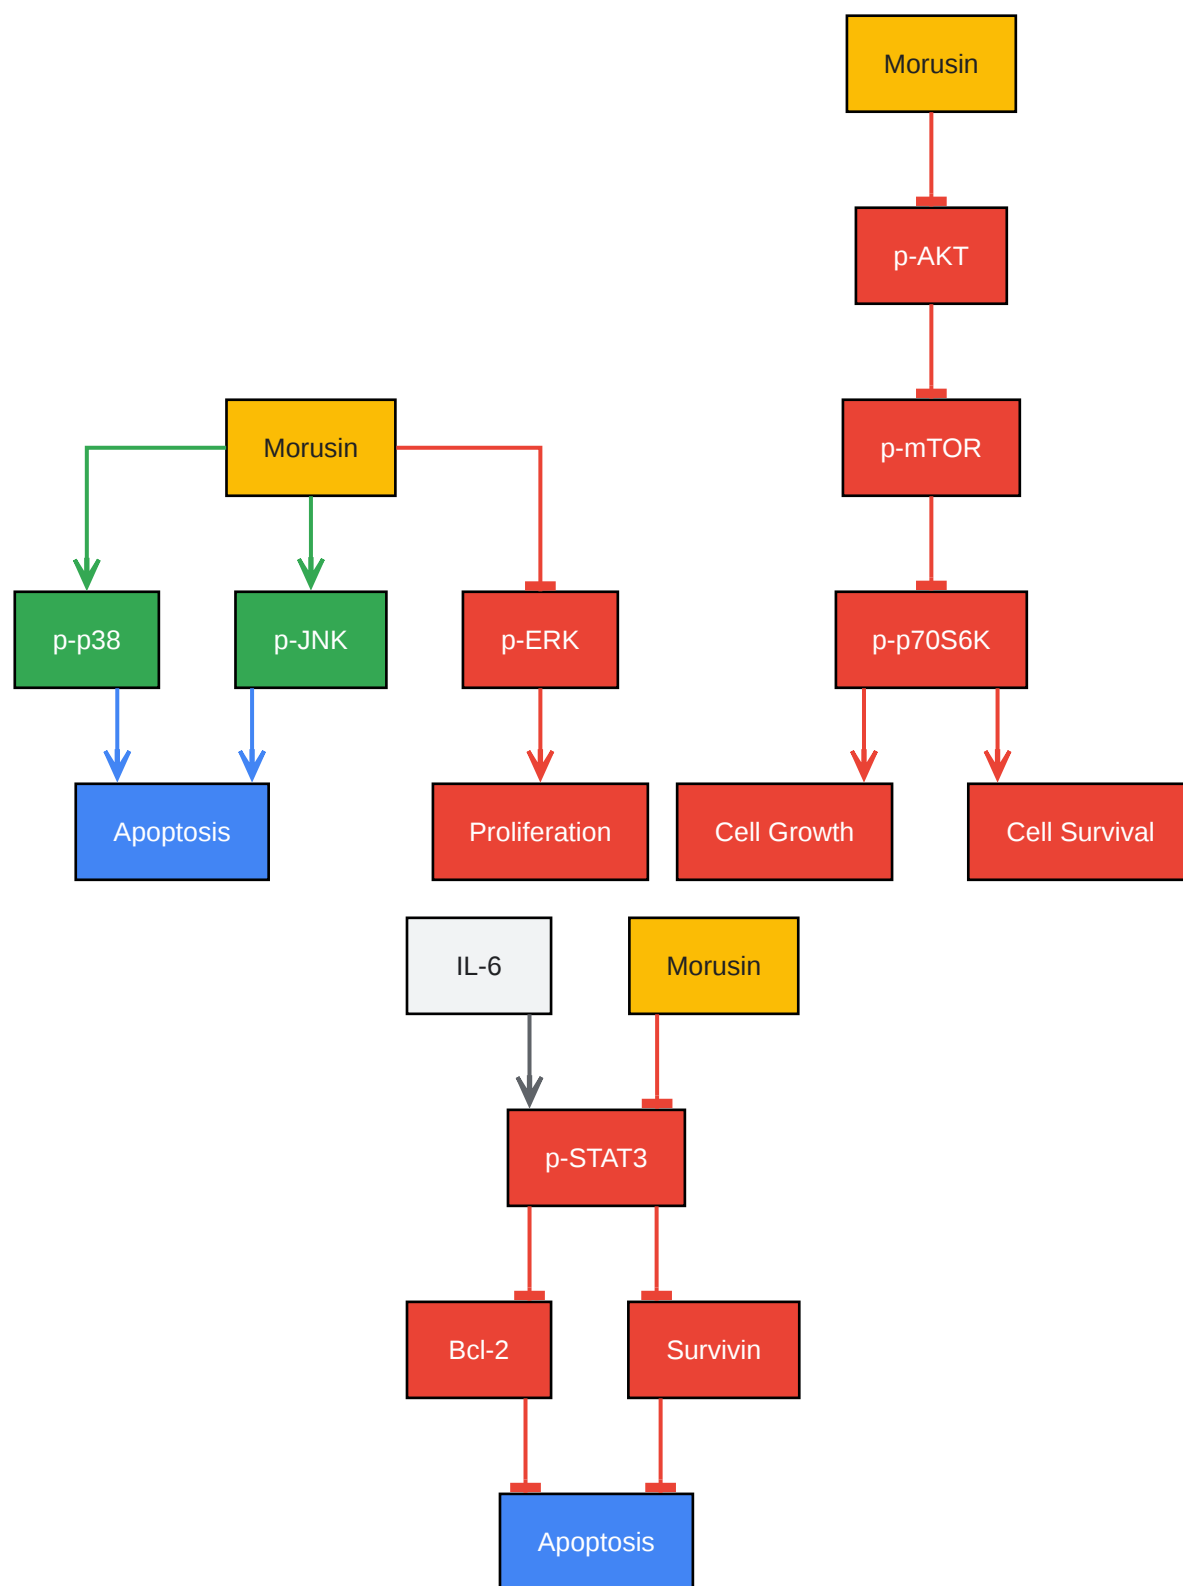 Morusin
p-AKT
Morusin
p-mTOR
p-p38
p-JNK
p-ERK
p-p70S6K
Apoptosis
Proliferation
Cell Growth
Cell Survival
IL-6
Morusin
p-STAT3
Bcl-2
Survivin
Apoptosis